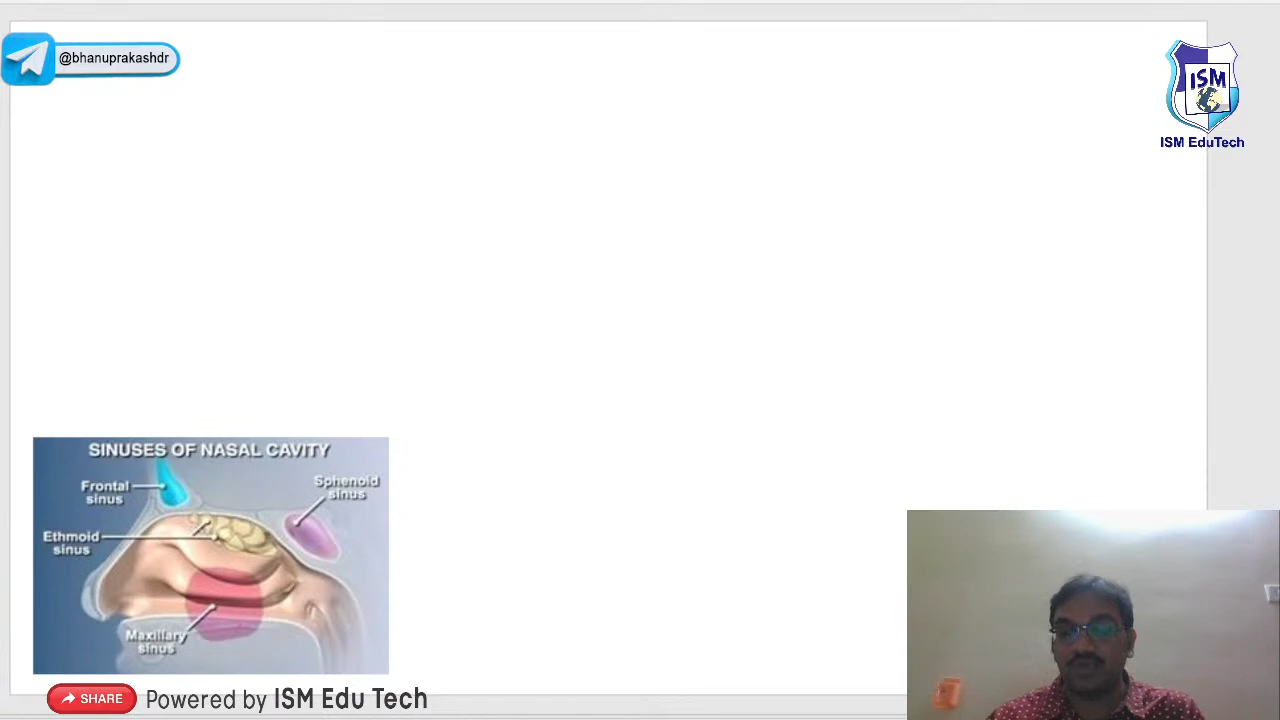 @bhanuprakashdr
ISM
ISM EduTech
SINUSES OF NASAL CAVITY
Frontal
sinus
Sphenoid
sinus
Ethmoid
sinus
Maxillary
sinus
SHARE
Powered by ISM Edu Tech